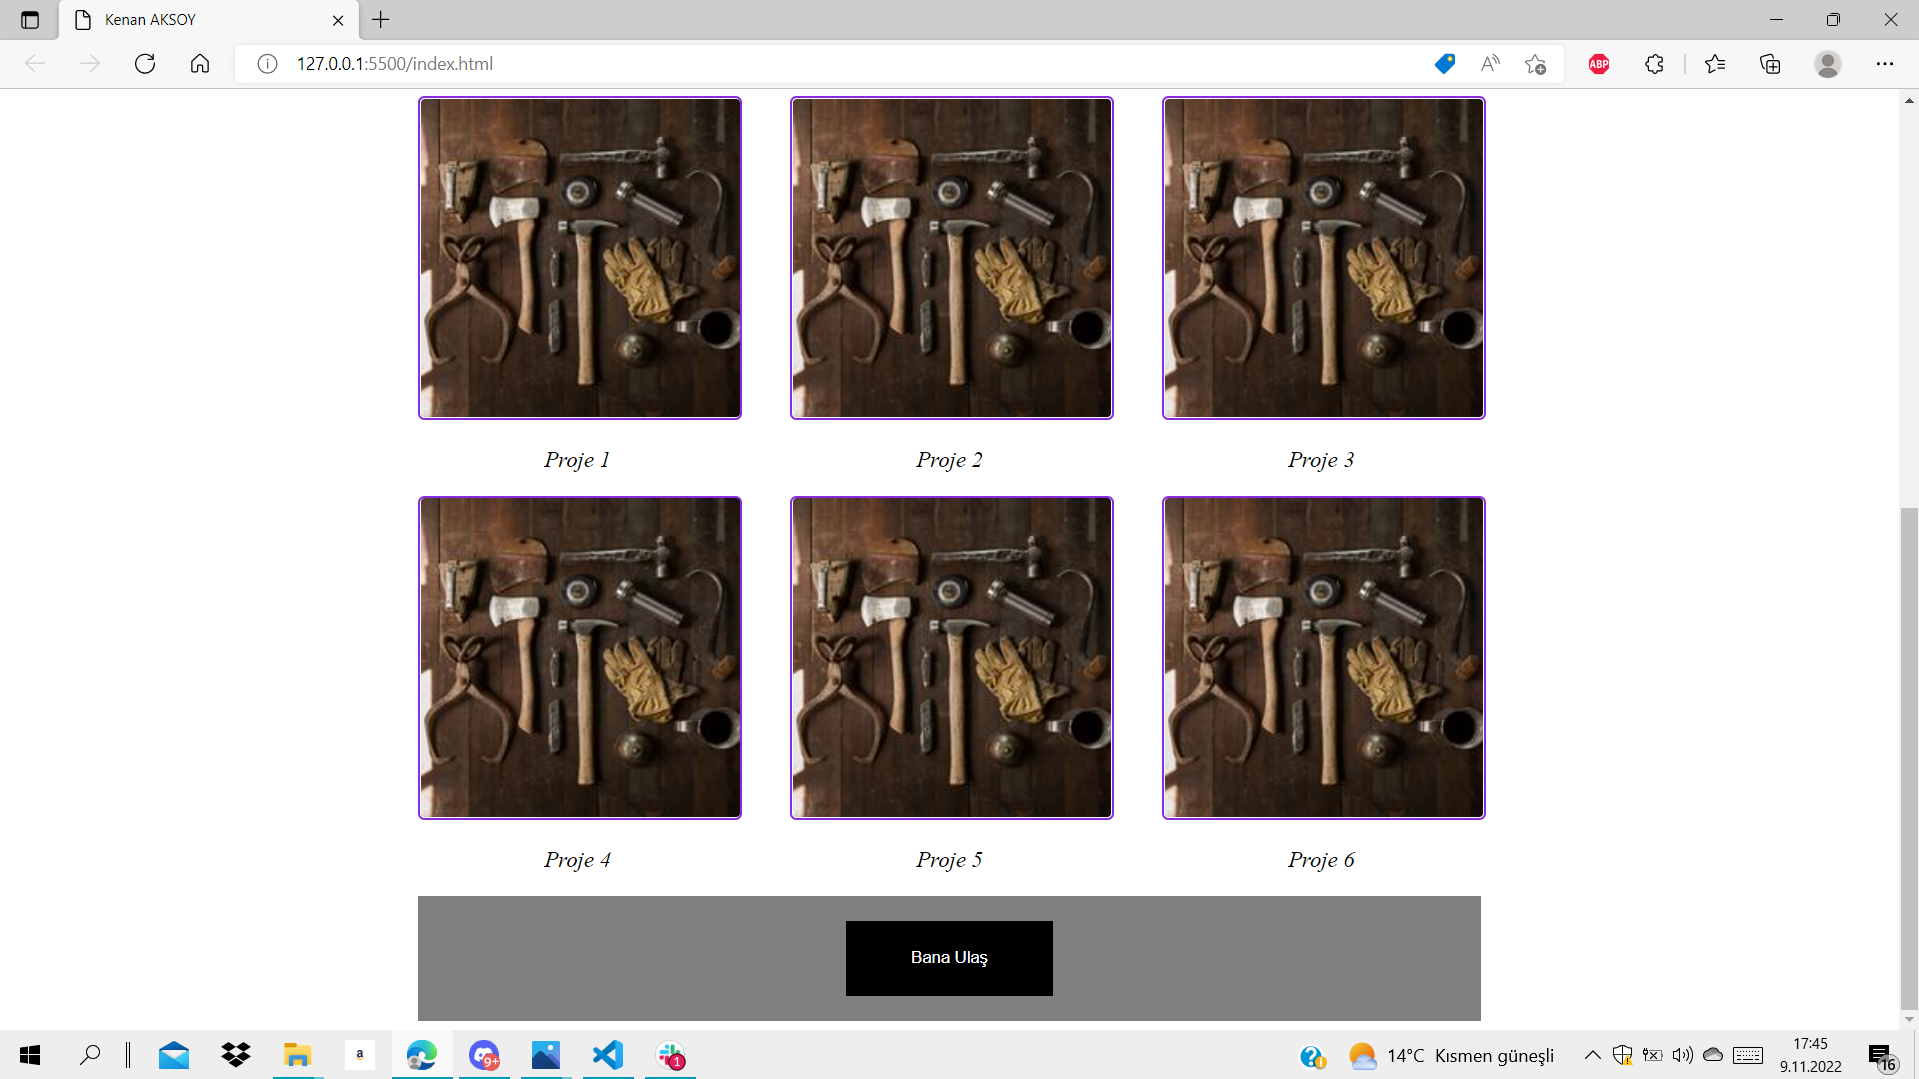 Kenan AKSOY
127.0.0.1:5500/index.html
ABP
Proje 1
Proje 2
Proje 3
Proje 4
Proje 5
Proje 6
Bana Ulaş
a
9+
1
14°C Kısmen güneşli
17:45
9.11.2022
16